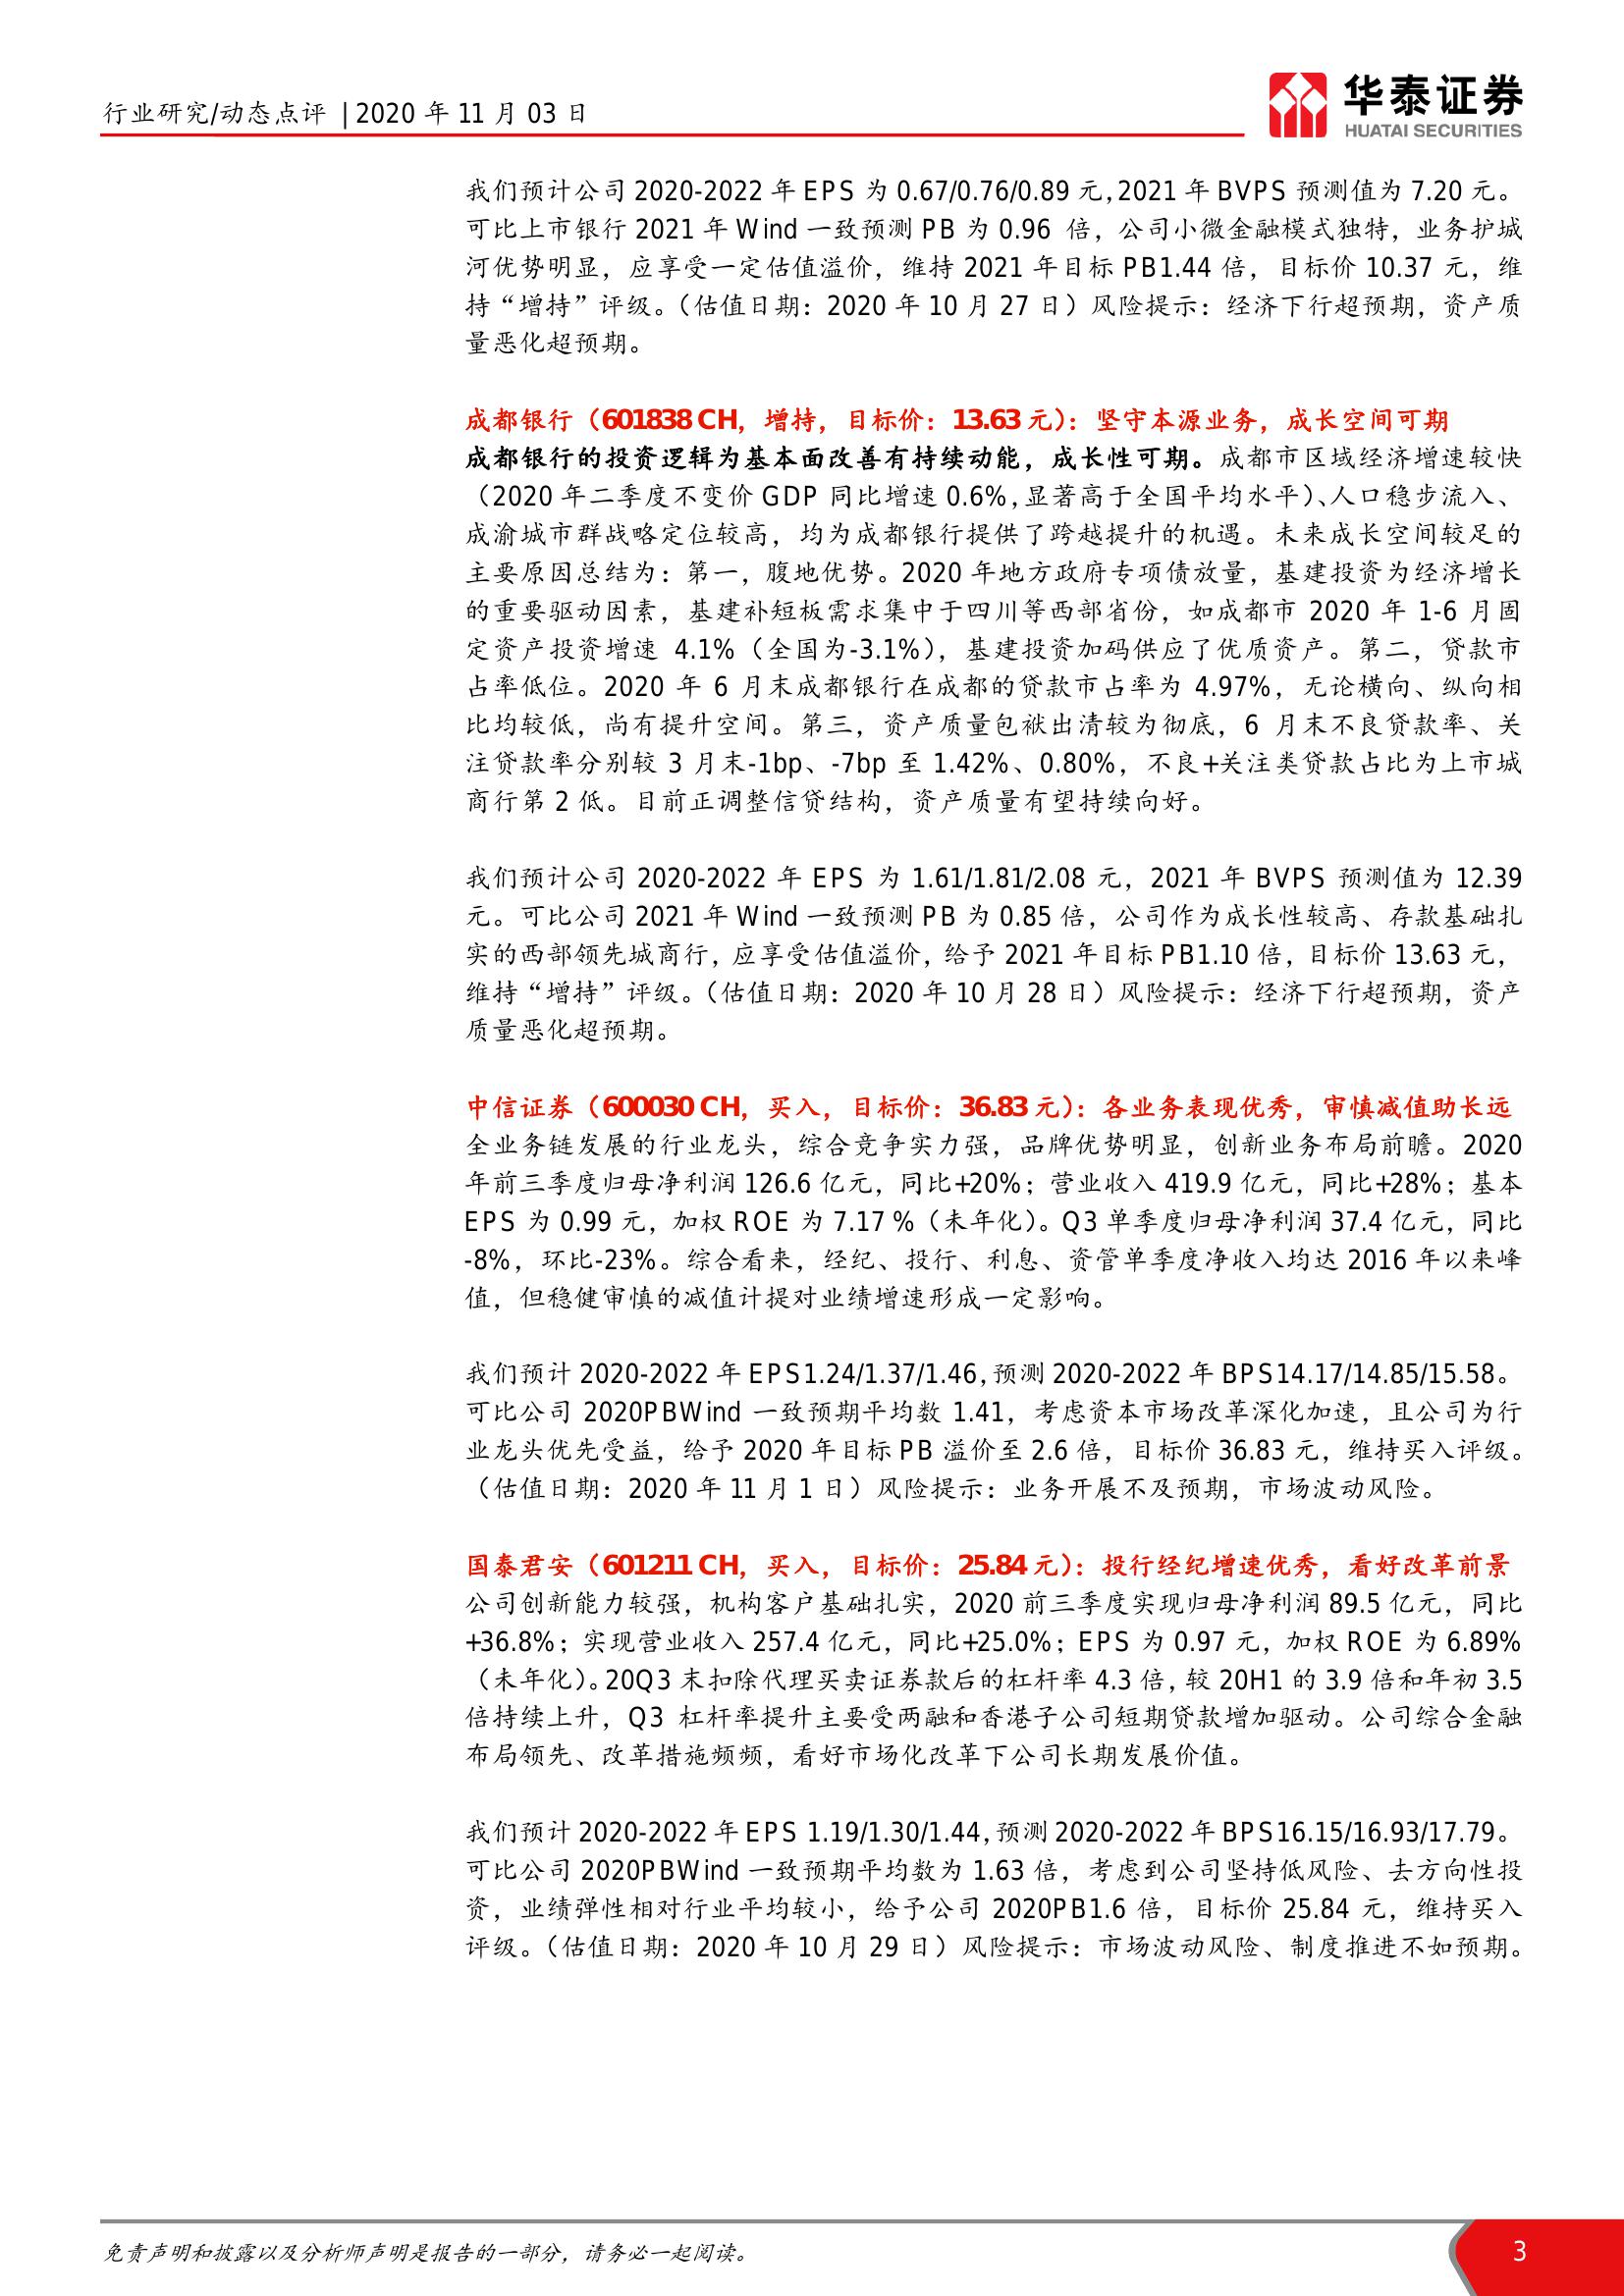 行业研究/动态点评 | 2020 年 11 月 03 日
华泰证券
HUATAI SECURITIES
我们预计公司 2020-2022 年 EPS 为 0.67/0.76/0.89 元，2021 年 BVPS 预测值为 7.20 元。
可比上市银行 2021 年 Wind 一致预测 PB 为 0.96 倍，公司小微金融模式独特，业务护城
河优势明显，应享受一定估值溢价，维持 2021 年目标 PB1.44 倍，目标价 10.37 元，维
持“增持”评级。（估值日期：2020 年 10 月 27 日）风险提示：经济下行超预期，资产质
量恶化超预期。
成都银行（601838 CH，增持，目标价：13.63 元）：坚守本源业务，成长空间可期
成都银行的投资逻辑为基本面改善有持续动能，成长性可期。成都市区域经济增速较快
（2020 年二季度不变价 GDP 同比增速 0.6%，显著高于全国平均水平）、人口稳步流入、
成渝城市群战略定位较高，均为成都银行提供了跨越提升的机遇。未来成长空间较足的
主要原因总结为：第一，腹地优势。2020 年地方政府专项债放量，基建投资为经济增长
的重要驱动因素，基建补短板需求集中于四川等西部省份，如成都市 2020 年 1-6 月固
定资产投资增速 4.1%（全国为-3.1%），基建投资加码供应了优质资产。第二，贷款市
占率低位。2020 年 6 月末成都银行在成都的贷款市占率为 4.97%，无论横向、纵向相
比均较低，尚有提升空间。第三，资产质量包袱出清较为彻底，6 月末不良贷款率、关
注贷款率分别较 3 月末-1bp、-7bp 至 1.42%、0.80%，不良+关注类贷款占比为上市城
商行第 2 低。目前正调整信贷结构，资产质量有望持续向好。
我们预计公司 2020-2022 年 EPS 为 1.61/1.81/2.08 元，2021 年 BVPS 预测值为 12.39
元。可比公司 2021 年 Wind 一致预测 PB 为 0.85 倍，公司作为成长性较高、存款基础扎
实的西部领先城商行，应享受估值溢价，给予 2021 年目标 PB1.10 倍，目标价 13.63 元，
维持“增持”评级。（估值日期：2020 年 10 月 28 日）风险提示：经济下行超预期，资产
质量恶化超预期。
中信证券（600030 CH，买入，目标价：36.83 元）：各业务表现优秀，审慎减值助长远
全业务链发展的行业龙头，综合竞争实力强，品牌优势明显，创新业务布局前瞻。2020
年前三季度归母净利润 126.6 亿元，同比+20%；营业收入 419.9 亿元，同比+28%；基本
EPS 为 0.99 元，加权 ROE 为 7.17 %（未年化）。Q3 单季度归母净利润 37.4 亿元，同比
-8%，环比-23%。综合看来，经纪、投行、利息、资管单季度净收入均达 2016 年以来峰
值，但稳健审慎的减值计提对业绩增速形成一定影响。
我们预计 2020-2022 年 EPS1.24/1.37/1.46，预测 2020-2022 年 BPS14.17/14.85/15.58。
可比公司 2020PBWind 一致预期平均数 1.41，考虑资本市场改革深化加速，且公司为行
业龙头优先受益，给予 2020 年目标 PB 溢价至 2.6 倍，目标价 36.83 元，维持买入评级。
（估值日期：2020 年 11 月 1 日）风险提示：业务开展不及预期，市场波动风险。
国泰君安（601211 CH，买入，目标价：25.84 元）：投行经纪增速优秀，看好改革前景
公司创新能力较强，机构客户基础扎实，2020 前三季度实现归母净利润 89.5 亿元，同比
+36.8%；实现营业收入 257.4 亿元，同比+25.0%；EPS 为 0.97 元，加权 ROE 为 6.89%
（未年化）。20Q3 末扣除代理买卖证券款后的杠杆率 4.3 倍，较 20H1 的 3.9 倍和年初 3.5
倍持续上升，Q3 杠杆率提升主要受两融和香港子公司短期贷款增加驱动。公司综合金融
布局领先、改革措施频频，看好市场化改革下公司长期发展价值。
我们预计 2020-2022 年 EPS 1.19/1.30/1.44，预测 2020-2022 年 BPS16.15/16.93/17.79。
可比公司 2020PBWind 一致预期平均数为 1.63 倍，考虑到公司坚持低风险、去方向性投
资，业绩弹性相对行业平均较小，给予公司 2020PB1.6 倍，目标价 25.84 元，维持买入
评级。（估值日期：2020 年 10 月 29 日）风险提示：市场波动风险、制度推进不如预期。
免责声明和披露以及分析师声明是报告的一部分，请务必一起阅读。
3